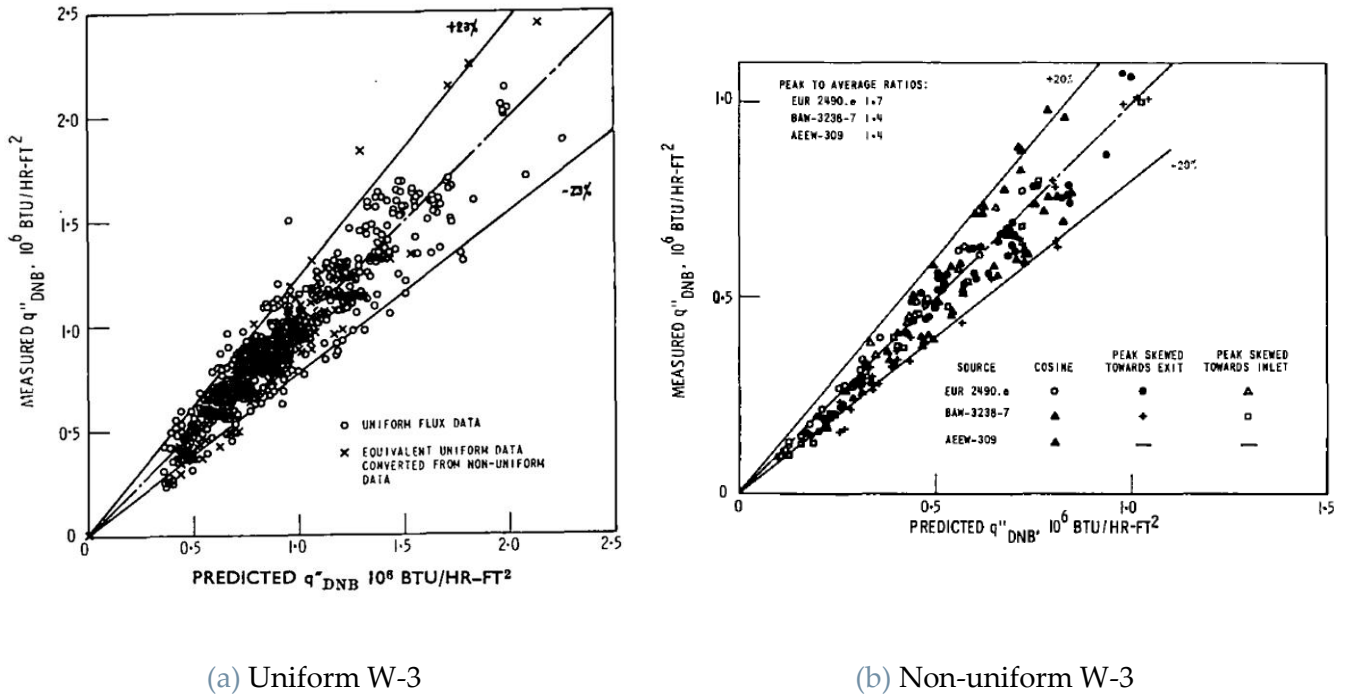 2·5
2·0
1·5
1·0
0·5
0
MEASURED q"DNB, 10⁶ BTU/HR-FT²
+23%
-23%
o UNIFORM FLUX DATA
× EQUIVALENT UNIFORM DATA
CONVERTED FROM NON-UNIFORM
DATA
0 0·5 1·0 1·5 2·0 2·5
PREDICTED q"DNB 10⁶ BTU/HR–FT²
(a) Uniform W-3
1·0
0·5
0
MEASURED q"DNB, 10⁶ BTU/HR-FT²
PEAK TO AVERAGE RATIOS:
EUR 2490.e 1·7
BAW-3238-7 1·4
AEEW-309 1·4
+20%
-20%
SOURCE COSINE PEAK SKEWED TOWARDS EXIT PEAK SKEWED TOWARDS INLET
EUR 2490.e o ● △
BAW-3238-7 ▲ + □
AEEW-309 ▲ — —
0 0·5 1·0 1·5
PREDICTED q"DNB, 10⁶ BTU/HR-FT²
(b) Non-uniform W-3